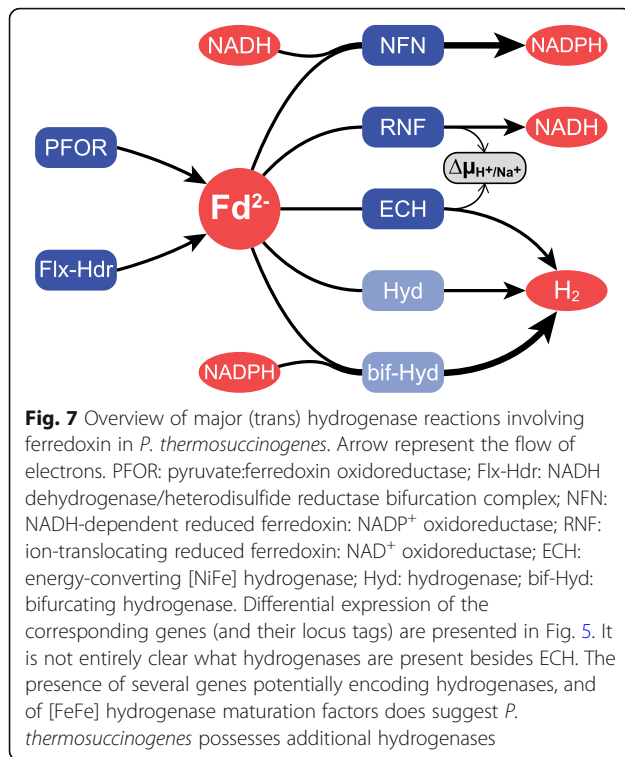 NADH
NFN
NADPH
PFOR
RNF
NADH
ΔμH+/Na+
Fd2-
ECH
Flx-Hdr
Hyd
H2
NADPH
bif-Hyd
Fig. 7 Overview of major (trans) hydrogenase reactions involving
ferredoxin in P. thermosuccinogenes. Arrow represent the flow of
electrons. PFOR: pyruvate:ferredoxin oxidoreductase; Flx-Hdr: NADH
dehydrogenase/heterodisulfide reductase bifurcation complex; NFN:
NADH-dependent reduced ferredoxin: NADP+ oxidoreductase; RNF:
ion-translocating reduced ferredoxin: NAD+ oxidoreductase; ECH:
energy-converting [NiFe] hydrogenase; Hyd: hydrogenase; bif-Hyd:
bifurcating hydrogenase. Differential expression of the
corresponding genes (and their locus tags) are presented in Fig. 5. It
is not entirely clear what hydrogenases are present besides ECH. The
presence of several genes potentially encoding hydrogenases, and
of [FeFe] hydrogenase maturation factors does suggest P.
thermosuccinogenes possesses additional hydrogenases